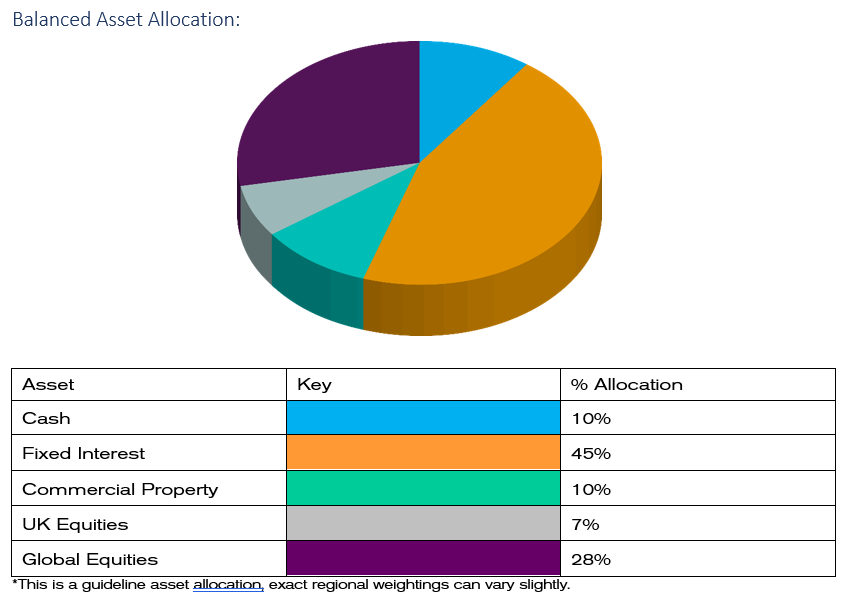 Balanced Asset Allocation:
Asset Key % Allocation
Cash 10%
Fixed Interest 45%
Commercial Property 10%
UK Equities 7%
Global Equities 28%
*This is a guideline asset allocation, exact regional weightings can vary slightly.